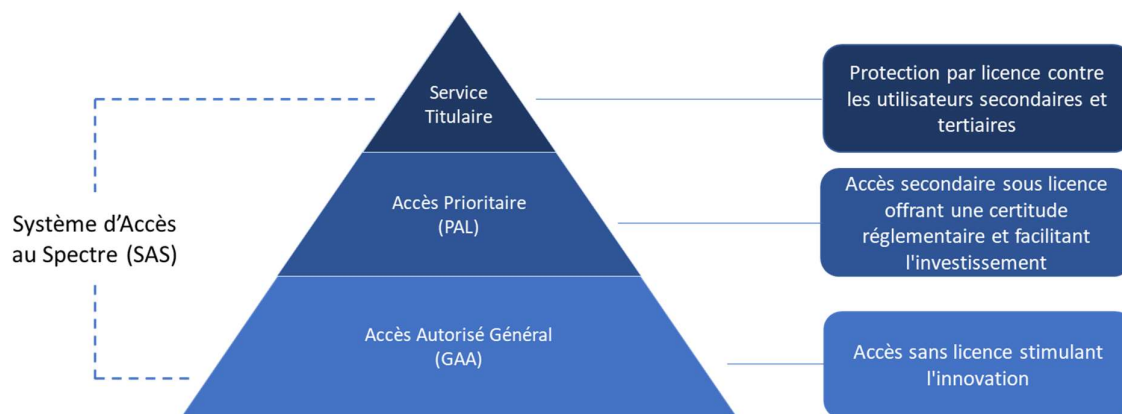 Service
Titulaire
Protection par licence contre
les utilisateurs secondaires et
tertiaires
Système d'Accès
au Spectre (SAS)
Accès Prioritaire
(PAL)
Accès secondaire sous licence
offrant une certitude
réglementaire et facilitant
l'investissement
Accès Autorisé Général
(GAA)
Accès sans licence stimulant
l'innovation